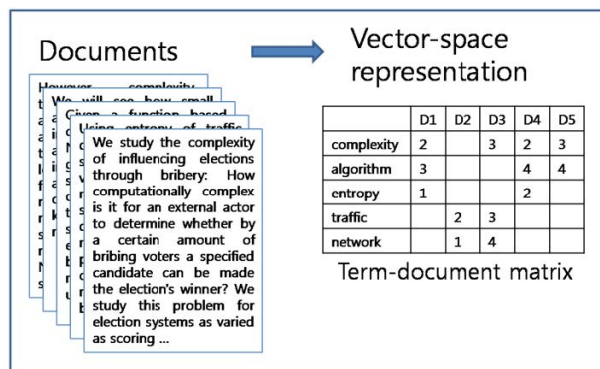 Documents
Vector-space
representation
However complexity
We will see how small
Given a function based
Using entropy of traffic
We study the complexity
of influencing elections
through bribery: How
computationally complex
is it for an external actor
to determine whether by
a certain amount of
bribing voters a specified
candidate can be made
the election's winner? We
study this problem for
election systems as varied
as scoring ...
D1 D2 D3 D4 D5
complexity 2 3 2 3
algorithm 3 4 4
entropy 1 2
traffic 2 3
network 1 4
Term-document matrix